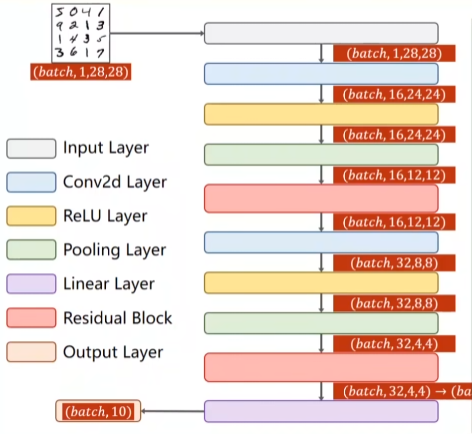 5 0 4 1
9 2 1 3
1 4 3 5
3 6 1 7
(batch, 1,28,28)
(batch, 1,28,28)
(batch, 16,24,24)
(batch, 16,24,24)
(batch, 16,12,12)
(batch, 16,12,12)
(batch, 32,8,8)
(batch, 32,8,8)
(batch, 32,4,4)
(batch, 32,4,4) → (ba
Input Layer
Conv2d Layer
ReLU Layer
Pooling Layer
Linear Layer
Residual Block
Output Layer
(batch, 10)